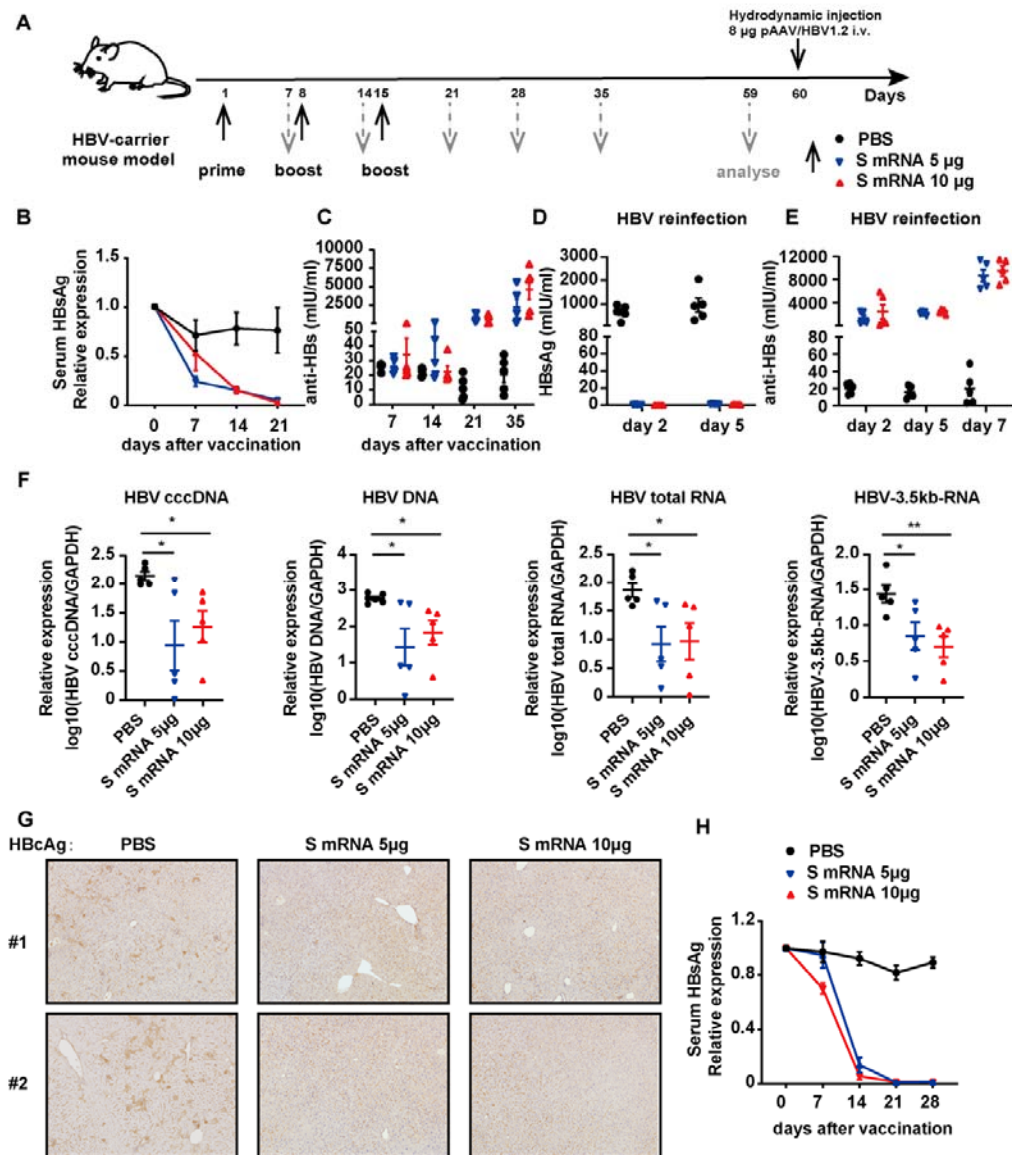 A
Hydrodynamic injection
8 µg pAAV/HBV1.2 i.v.
1 7 8 14 15 21 28 35 59 60 Days
HBV-carrier
mouse model
prime boost boost analyse
PBS
S mRNA 5 µg
S mRNA 10 µg
B
Serum HBsAg
Relative expression
1.5
1.0
0.5
0
0 7 14 21
days after vaccination
C
anti-HBs (mIU/ml)
10000
7500
5000
2500
50
40
30
20
10
0
7 14 21 35
days after vaccination
D
HBV reinfection
HBsAg (mIU/ml)
3000
2000
1000
80
60
40
20
0
day 2 day 5
E
HBV reinfection
anti-HBs (mIU/ml)
12000
8000
4000
80
60
40
20
0
day 2 day 5 day 7
F
HBV cccDNA
Relative expression
log10(HBV cccDNA/GAPDH)
2.5
2.0
1.5
1.0
2.0
0.0
*
*
PBS
S mRNA 5µg
S mRNA 10µg
HBV DNA
Relative expression
log10(HBV DNA/GAPDH)
4
3
2
1
0
*
*
PBS
S mRNA 5µg
S mRNA 10µg
HBV total RNA
Relative expression
log10(HBV total RNA/GAPDH)
2.5
2.0
1.5
1.0
0.5
0
*
*
PBS
S mRNA 5µg
S mRNA 10µg
HBV-3.5kb-RNA
Relative expression
log10(HBV-3.5kb-RNA/GAPDH)
2.0
1.5
1.0
0.5
0
**
*
PBS
S mRNA 5µg
S mRNA 10µg
G
HBcAg: PBS S mRNA 5µg S mRNA 10µg
#1
#2
H
PBS
S mRNA 5µg
S mRNA 10µg
Serum HBsAg
Relative expression
1.2
0.8
0.4
0
0 7 14 21 28
days after vaccination